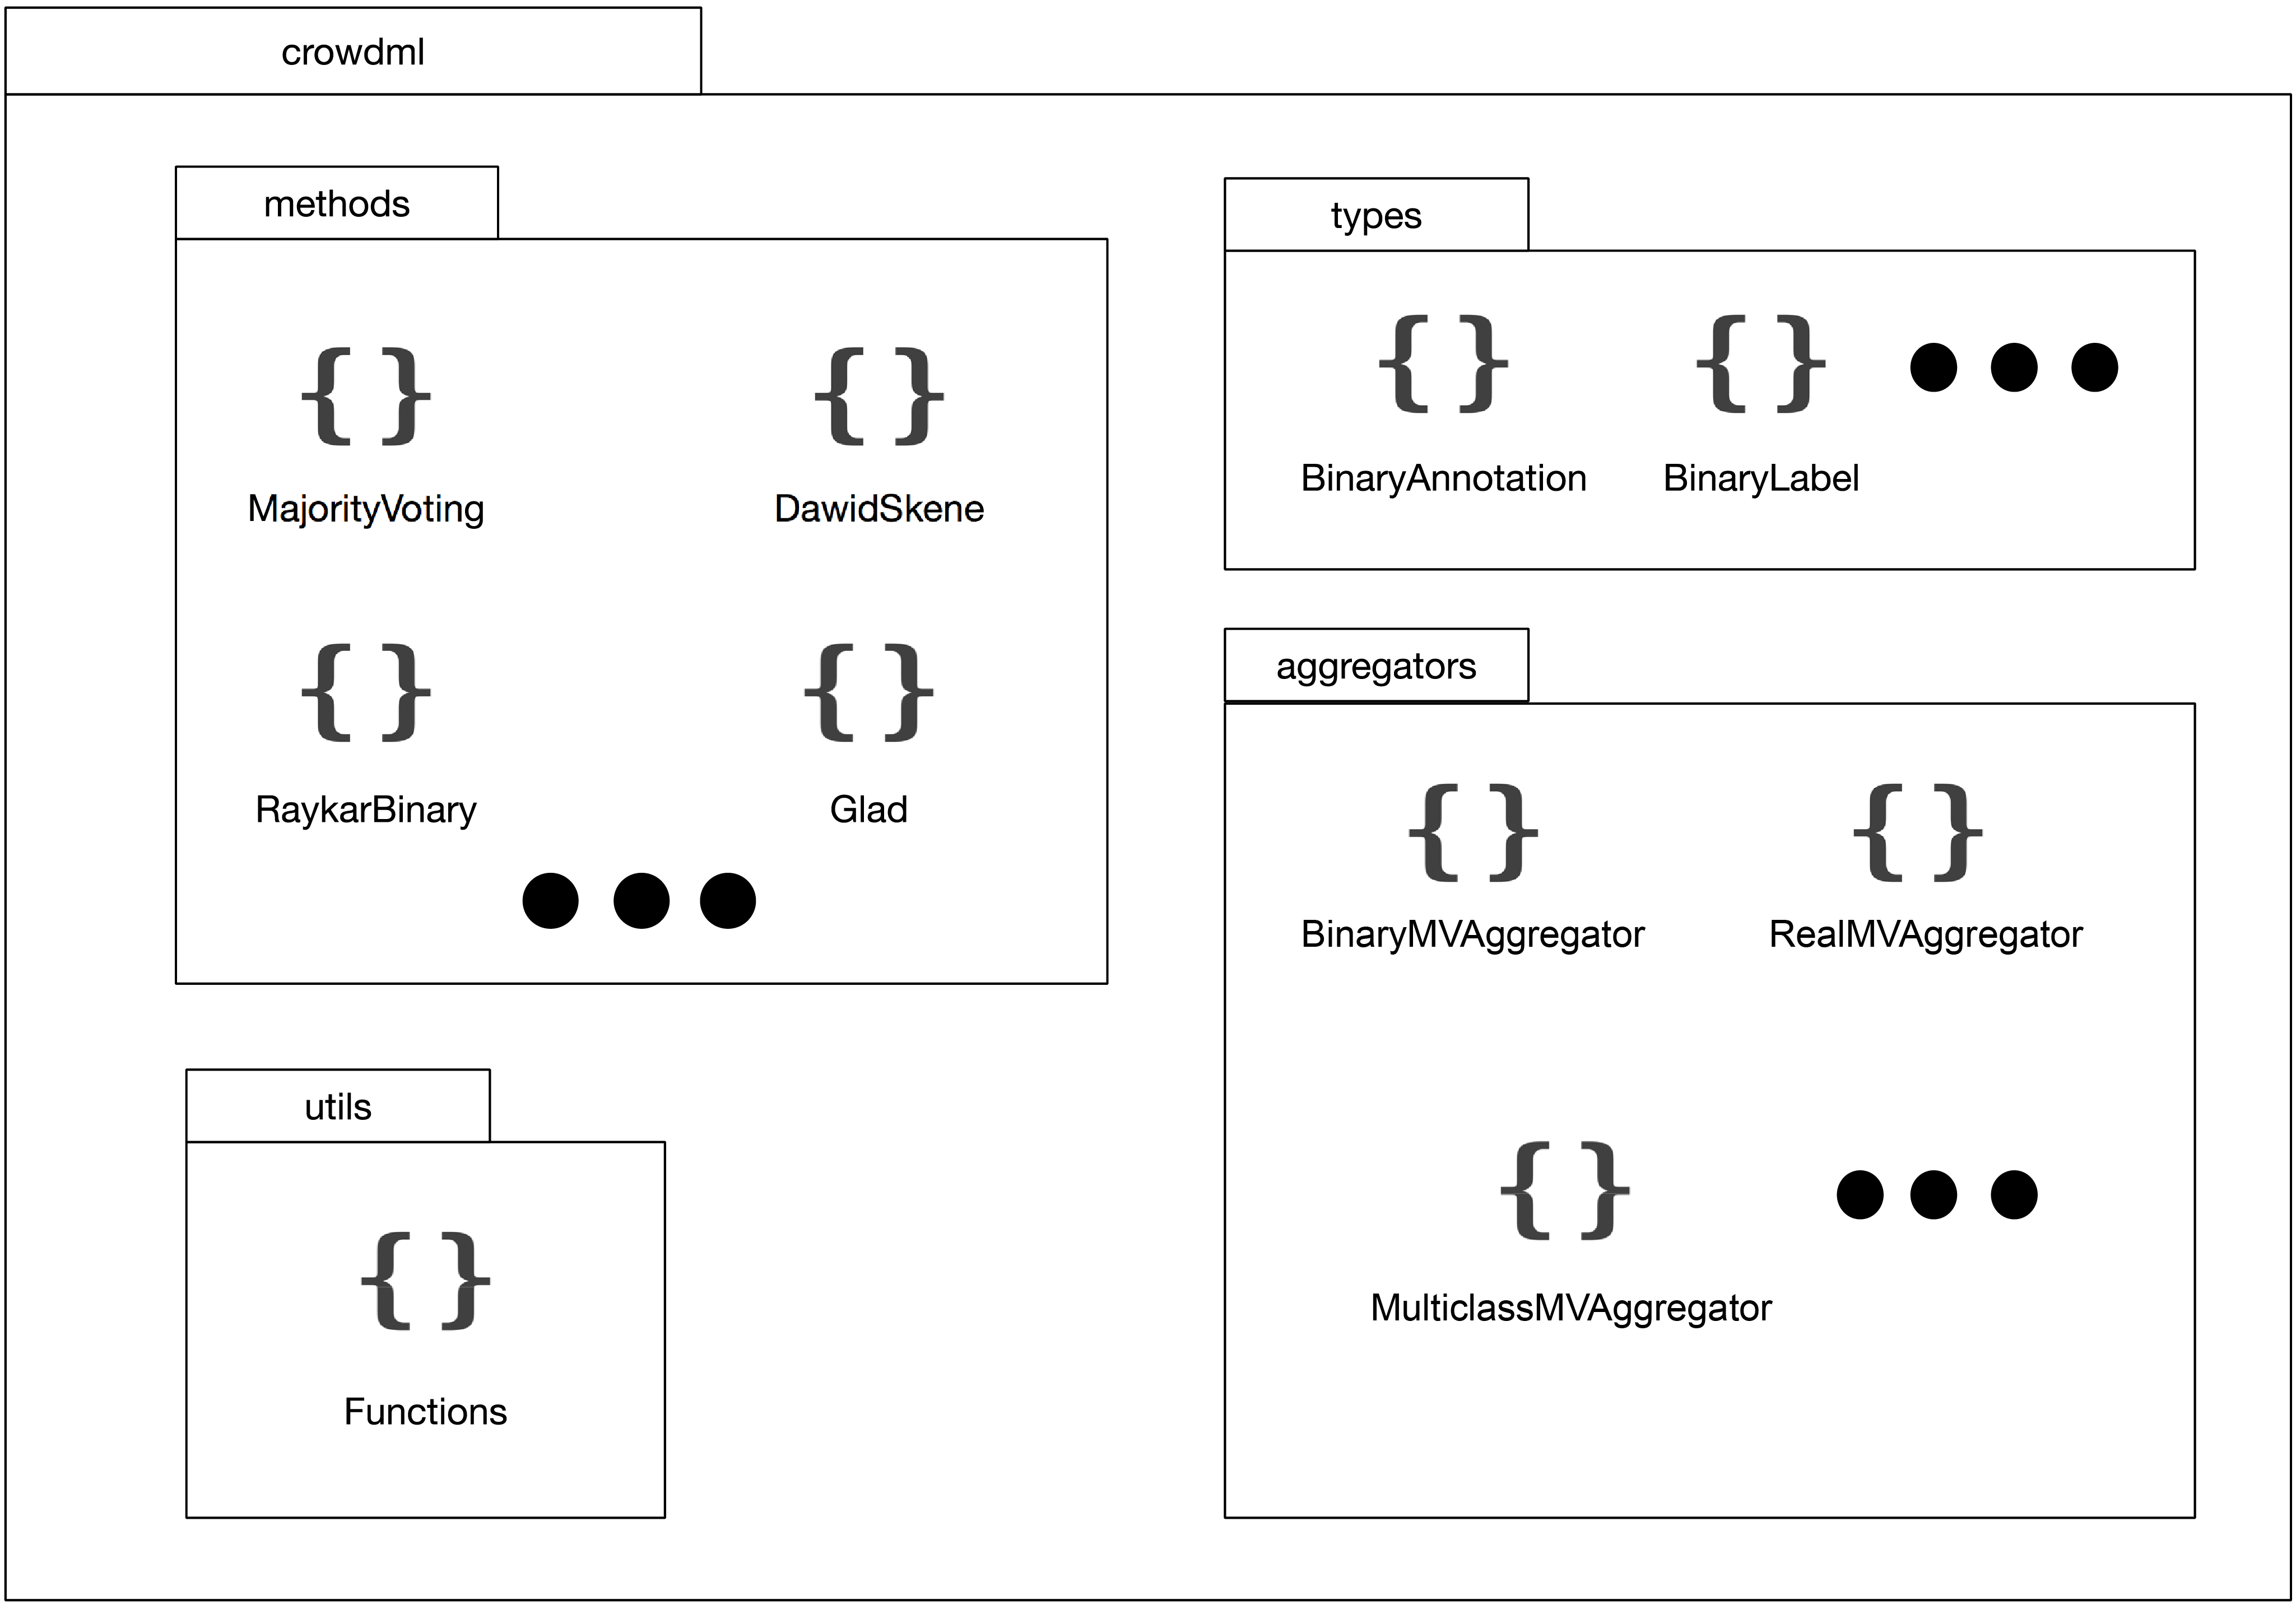 crowdml
methods
{ } { }
MajorityVoting DawidSkene
{ } { }
RaykarBinary Glad
types
{ } { }
BinaryAnnotation BinaryLabel
aggregators
{ } { }
BinaryMVAggregator RealMVAggregator
{ }
MulticlassMVAggregator
utils
{ }
Functions